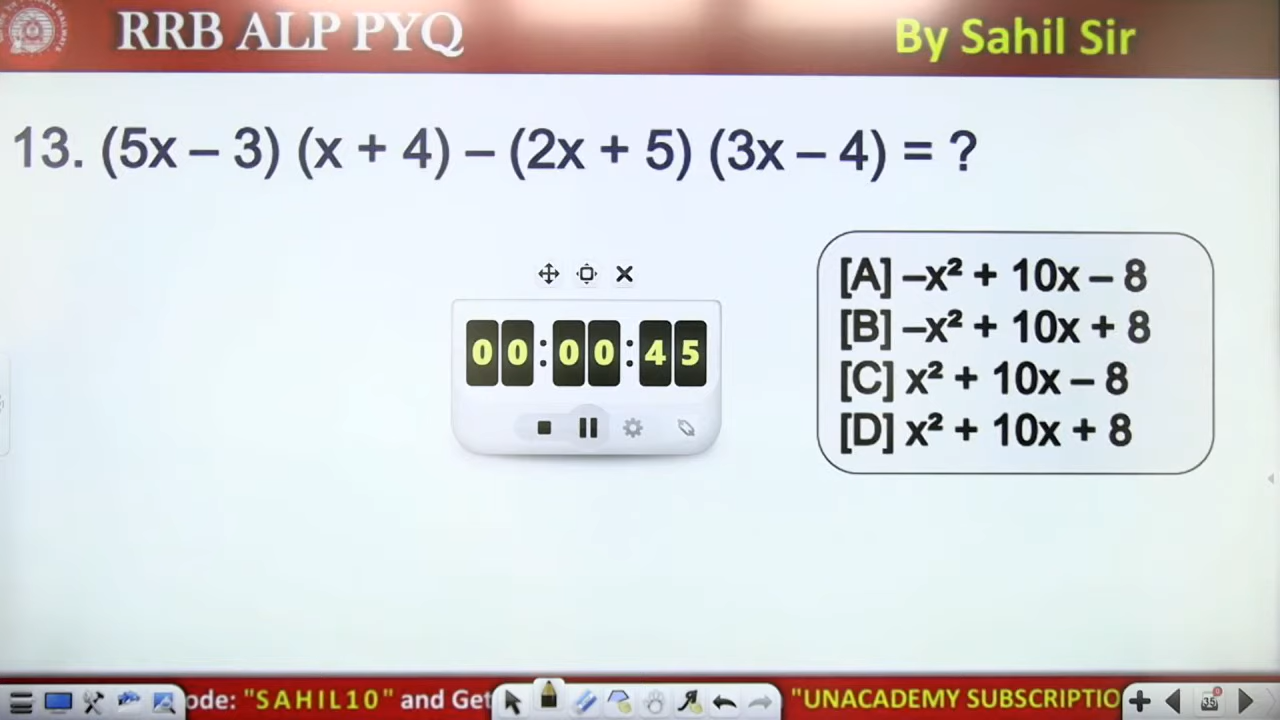 RRB ALP PYQ
By Sahil Sir
13. (5x – 3) (x + 4) – (2x + 5) (3x – 4) = ?
[A] –x² + 10x – 8
[B] –x² + 10x + 8
[C] x² + 10x – 8
[D] x² + 10x + 8
00:00:45
ode: "SAHIL10" and Get
"UNACADEMY SUBSCRIPTIO
35